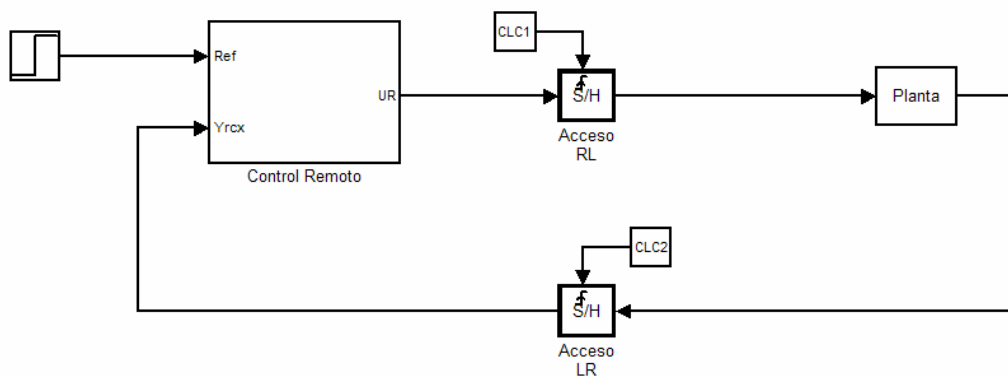 CLC1
Ref
S/H
Planta
UR
Yrcx
Acceso
RL
Control Remoto
CLC2
S/H
Acceso
LR